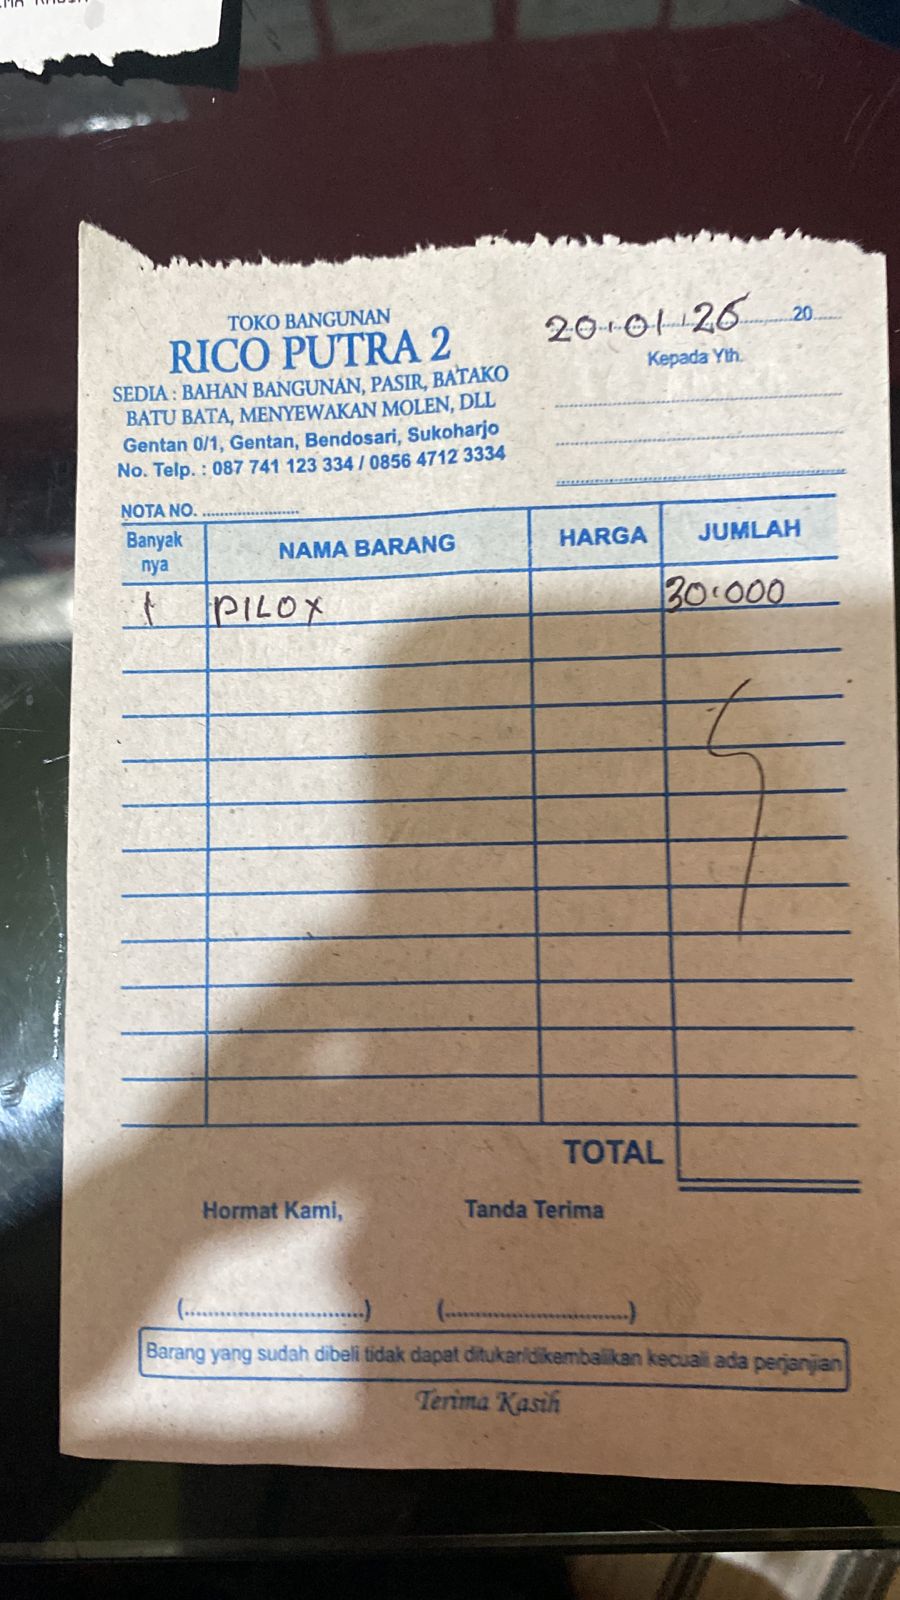 TOKO BANGUNAN
RICO PUTRA 2
SEDIA : BAHAN BANGUNAN, PASIR, BATAKO
BATU BATA, MENYEWAKAN MOLEN, DLL
Gentan 0/1, Gentan, Bendosari, Sukoharjo
No. Telp. : 087 741 123 334 / 0856 4712 3334
20.01.26 20......
Kepada Yth.
NOTA NO. ......................
Banyak nya NAMA BARANG HARGA JUMLAH
1 PILOX 30.000
TOTAL
Hormat Kami, Tanda Terima
(..............................) (..............................)
Barang yang sudah dibeli tidak dapat ditukar/dikembalikan kecuali ada perjanjian
Terima Kasih